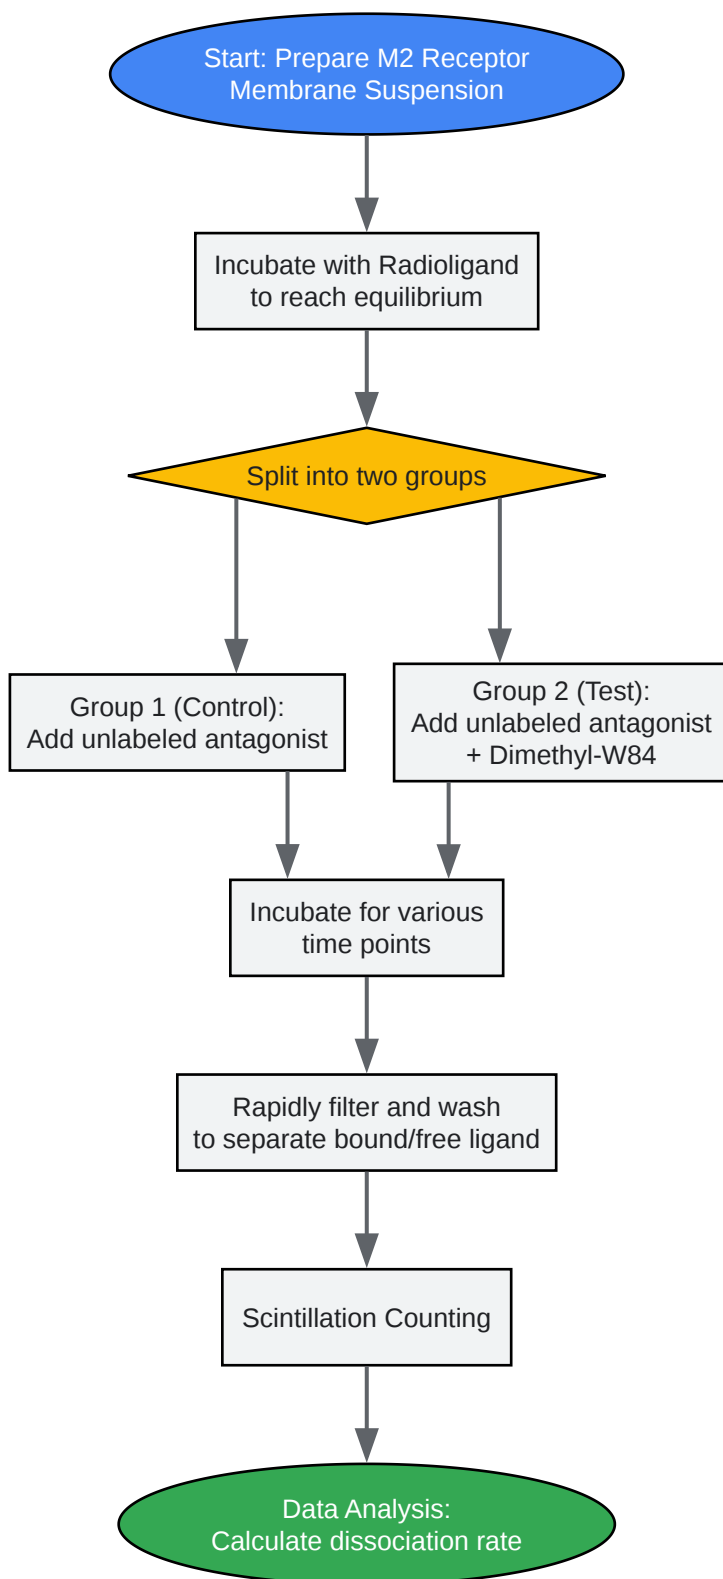 Start: Prepare M2 Receptor
Membrane Suspension
Incubate with Radioligand
to reach equilibrium
Split into two groups
Group 1 (Control):
Add unlabeled antagonist
Group 2 (Test):
Add unlabeled antagonist
+ Dimethyl-W84
Incubate for various
time points
Rapidly filter and wash
to separate bound/free ligand
Scintillation Counting
Data Analysis:
Calculate dissociation rate